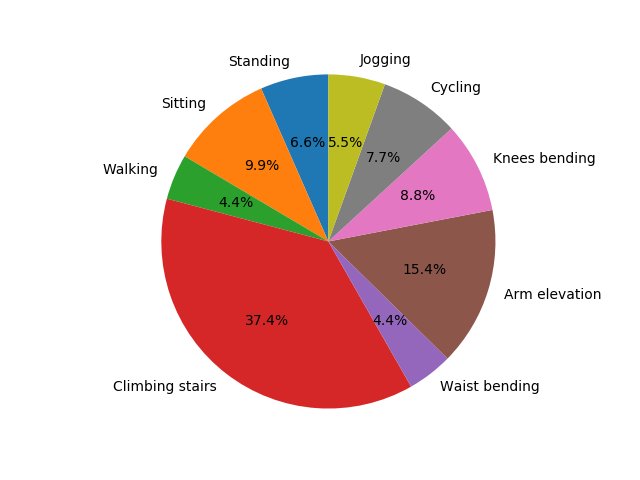 Jogging
Standing
Cycling
Sitting
6.6%
5.5%
7.7%
Knees bending
9.9%
Walking
8.8%
4.4%
15.4%
Arm elevation
37.4%
4.4%
Climbing stairs
Waist bending